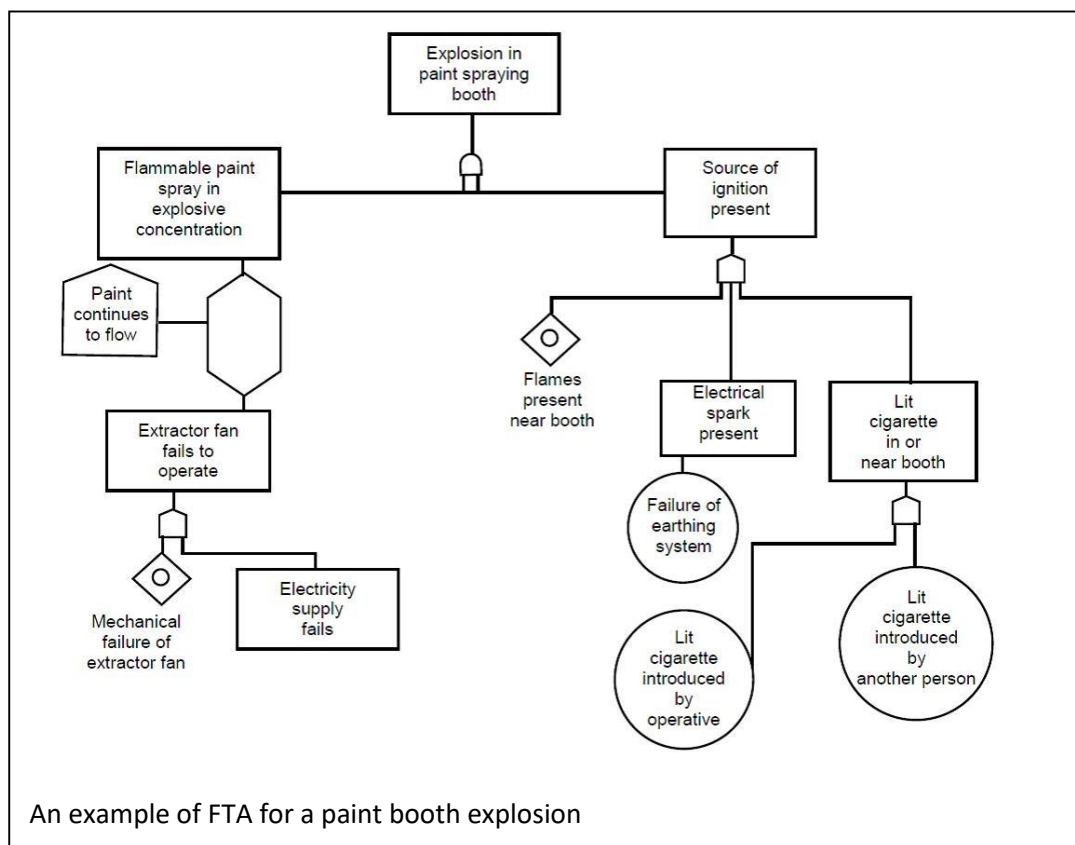 Explosion in
paint spraying
booth
Flammable paint
spray in
explosive
concentration
Source of
ignition
present
Paint
continues
to flow
Flames
present
near booth
Electrical
spark
present
Lit
cigarette
in or
near booth
Extractor fan
fails to
operate
Failure of
earthing
system
Mechanical
failure of
extractor fan
Electricity
supply
fails
Lit
cigarette
introduced
by
operative
Lit
cigarette
introduced
by
another person
An example of FTA for a paint booth explosion